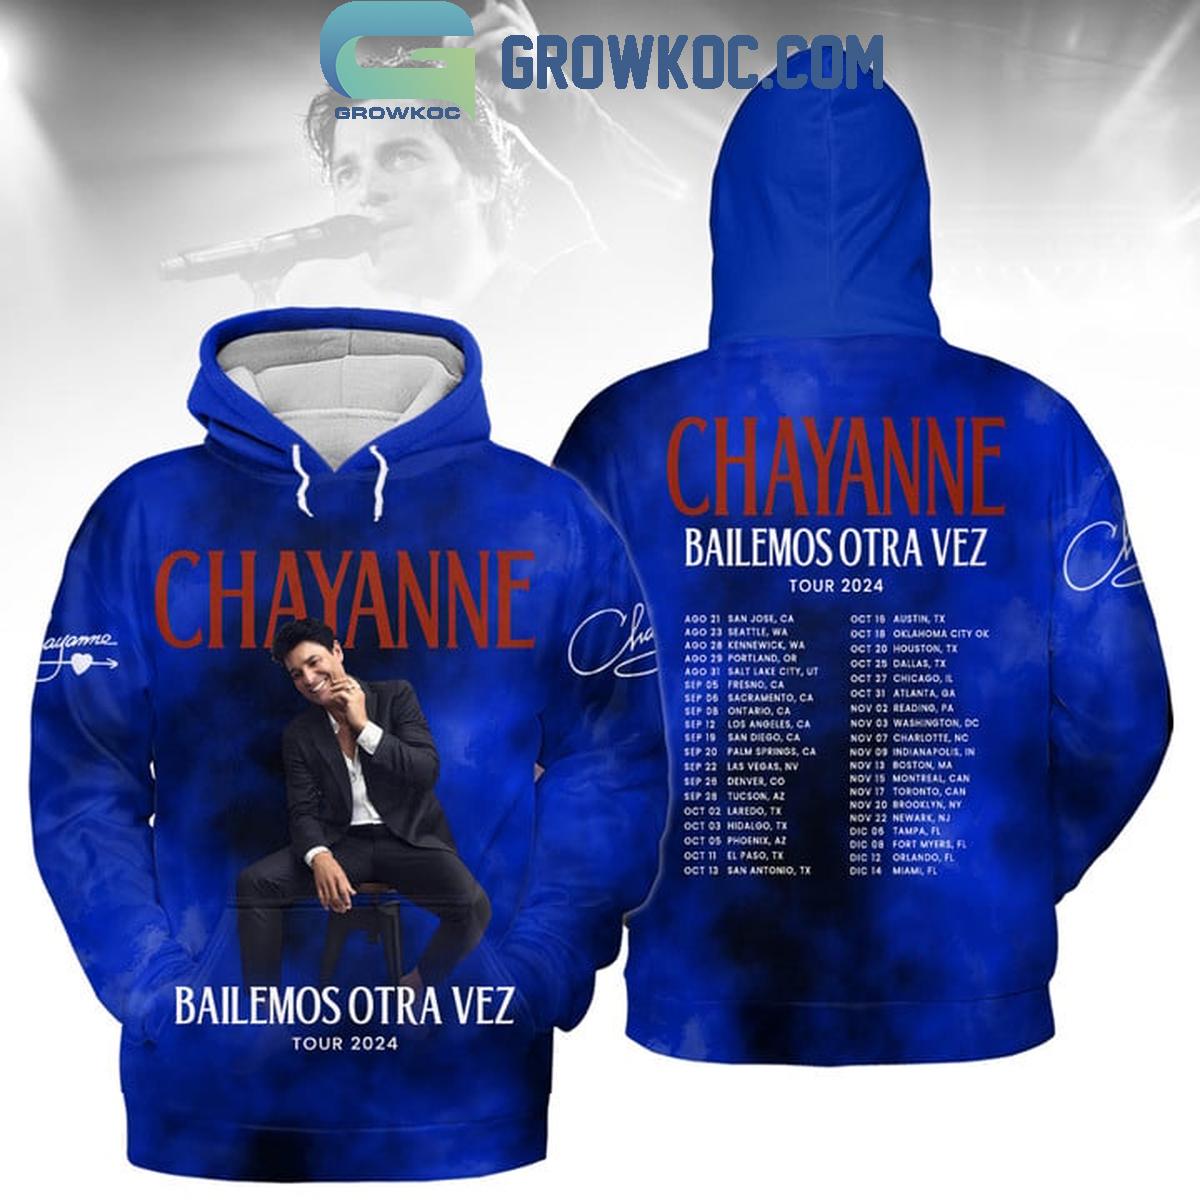 GROWKOC.COM
GROWKOC
CHAYANNE
BAILEMOS OTRA VEZ
TOUR 2024
CHAYANNE
BAILEMOS OTRA VEZ
TOUR 2024
AGO 21 SAN JOSE, CA
AGO 23 SEATTLE, WA
AGO 28 KENNEWICK, WA
AGO 29 PORTLAND, OR
AGO 31 SALT LAKE CITY, UT
SEP 05 FRESNO, CA
SEP 06 SACRAMENTO, CA
SEP 08 ONTARIO, CA
SEP 12 LOS ANGELES, CA
SEP 19 SAN DIEGO, CA
SEP 20 PALM SPRINGS, CA
SEP 22 LAS VEGAS, NV
SEP 26 DENVER, CO
SEP 28 TUCSON, AZ
OCT 02 LAREDO, TX
OCT 03 HIDALGO, TX
OCT 05 PHOENIX, AZ
OCT 11 EL PASO, TX
OCT 13 SAN ANTONIO, TX
OCT 16 AUSTIN, TX
OCT 18 OKLAHOMA CITY OK
OCT 20 HOUSTON, TX
OCT 25 DALLAS, TX
OCT 27 CHICAGO, IL
OCT 31 ATLANTA, GA
NOV 02 READING, PA
NOV 03 WASHINGTON, DC
NOV 07 CHARLOTTE, NC
NOV 09 INDIANAPOLIS, IN
NOV 13 BOSTON, MA
NOV 15 MONTREAL, CAN
NOV 17 TORONTO, CAN
NOV 20 BROOKLYN, NY
NOV 22 NEWARK, NJ
DIC 06 TAMPA, FL
DIC 08 FORT MYERS, FL
DIC 12 ORLANDO, FL
DIC 14 MIAMI, FL
ayanne
Cha
Ch